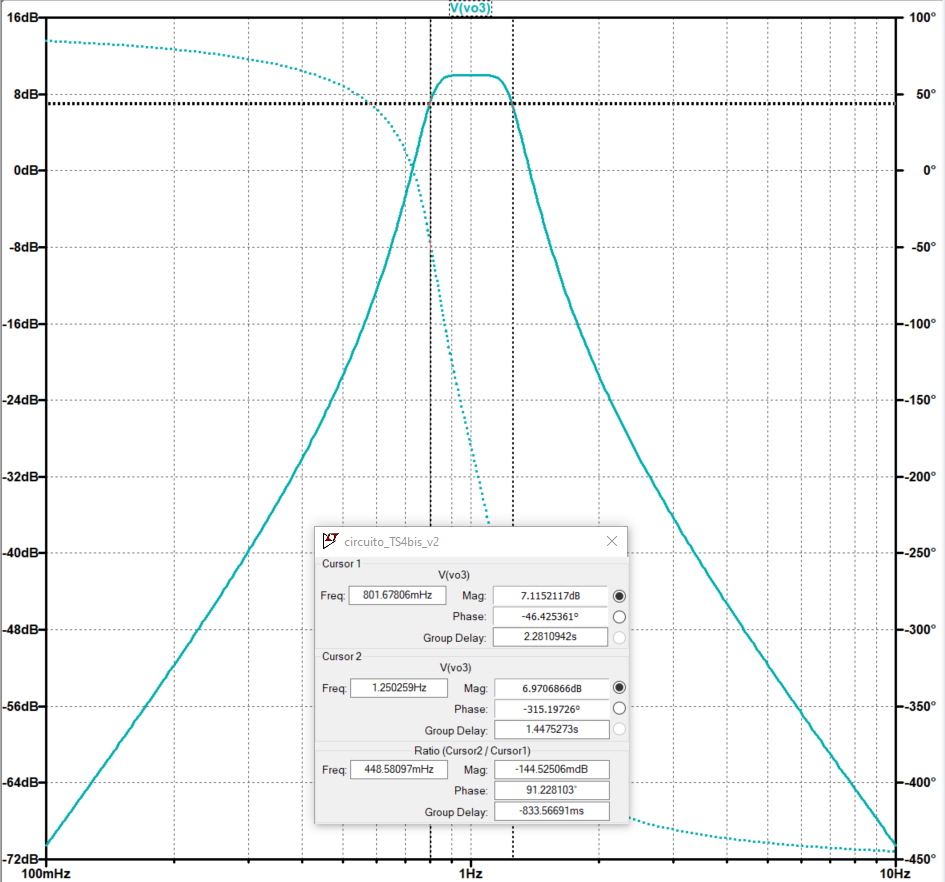 V(vo3)
16dB 100°
8dB 50°
0dB 0°
-8dB -50°
-16dB -100°
-24dB -150°
-32dB -200°
-40dB -250°
-48dB -300°
-56dB -350°
-64dB -400°
-72dB -450°
100mHz 1Hz 10Hz
circuito_TS4bis_v2
Cursor 1
V(vo3)
Freq: 801.67806mHz Mag: 7.1152117dB
Phase: -46.425361°
Group Delay: 2.2810942s
Cursor 2
V(vo3)
Freq: 1.250259Hz Mag: 6.9706866dB
Phase: -315.19726°
Group Delay: 1.4475273s
Ratio (Cursor2 / Cursor1)
Freq: 448.58097mHz Mag: -144.52506mdB
Phase: 91.228103°
Group Delay: -833.56691ms